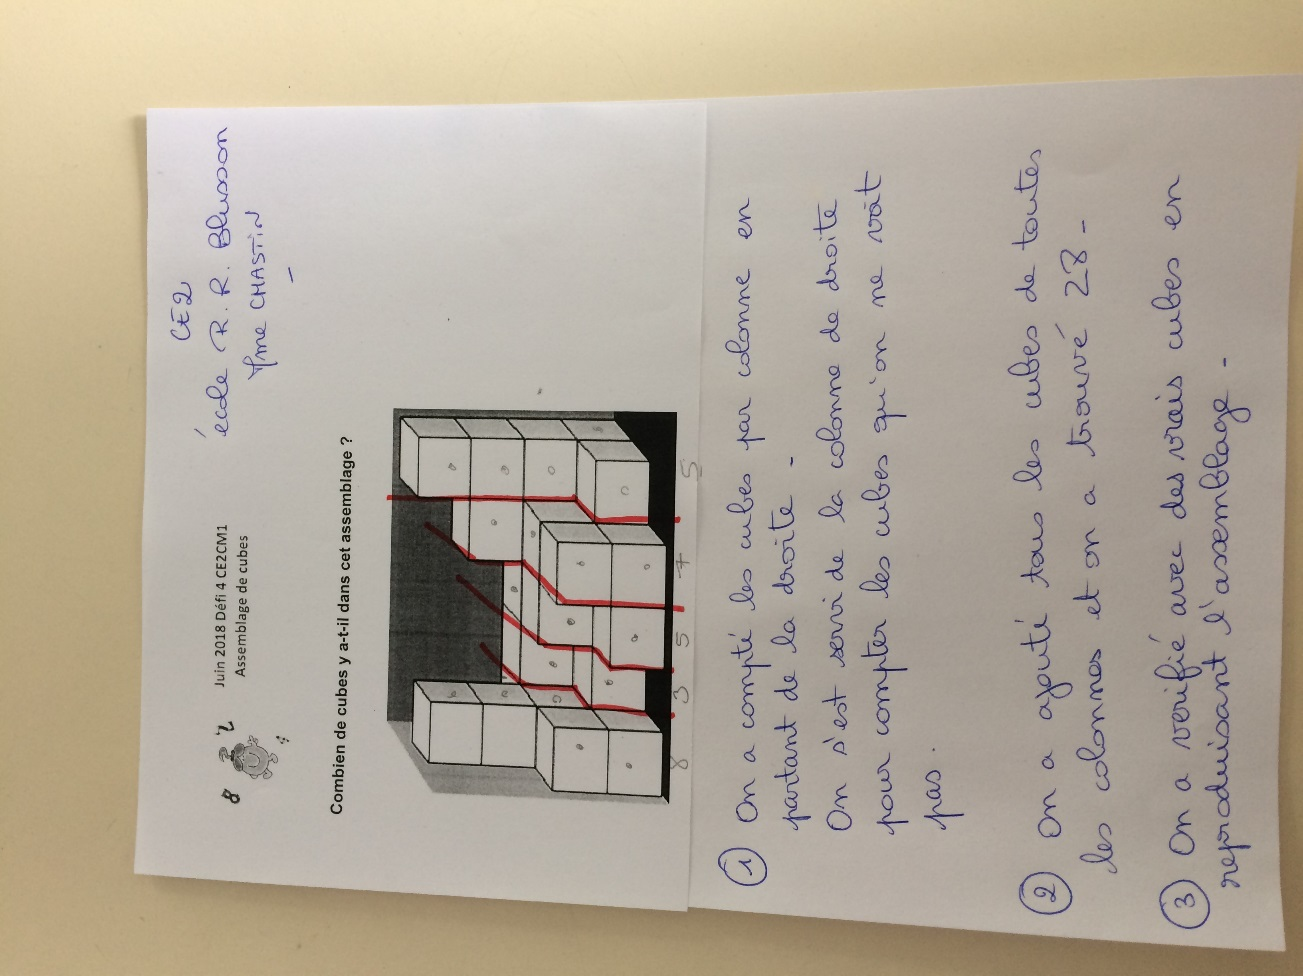 CE2
école R. R. Blusson
Mme CHASTIN
8 2
Juin 2018 Défi 4 CE2CM1
Assemblage de cubes
Combien de cubes y a-t-il dans cet assemblage ?
8 3 5 7 5
① On a compté les cubes par colonne en
partant de la droite -
On s'est servi de la colonne de droite
pour compter les cubes qu'on ne voit
pas.
② On a ajouté tous les cubes de toutes
les colonnes et on a trouvé 28 -
③ On a vérifié avec des vrais cubes en
reproduisant l'assemblage -